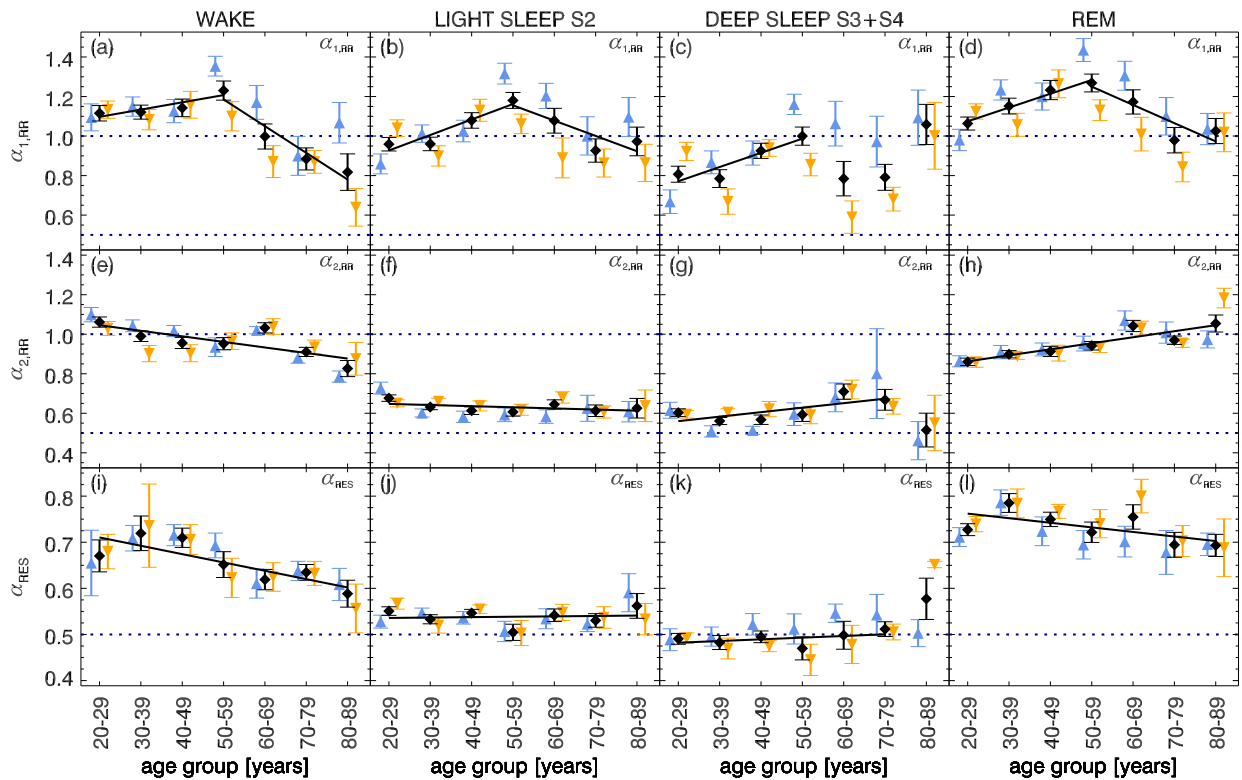 WAKE LIGHT SLEEP S2 DEEP SLEEP S3+S4 REM
(a) α1,RR (b) α1,RR (c) α1,RR (d) α1,RR
α1,RR
1.4
1.2
1.0
0.8
0.6
(e) α2,RR (f) α2,RR (g) α2,RR (h) α2,RR
α2,RR
1.4
1.2
1.0
0.8
0.6
0.4
(i) αRES (j) αRES (k) αRES (l) αRES
αRES
0.8
0.7
0.6
0.5
0.4
20-29 30-39 40-49 50-59 60-69 70-79 80-89 20-29 30-39 40-49 50-59 60-69 70-79 80-89 20-29 30-39 40-49 50-59 60-69 70-79 80-89 20-29 30-39 40-49 50-59 60-69 70-79 80-89
age group [years] age group [years] age group [years] age group [years]